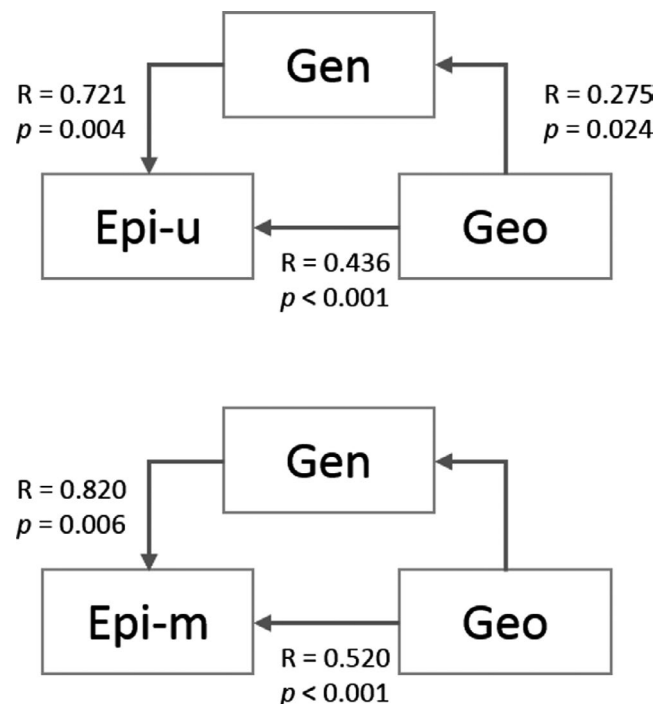 Gen
R = 0.721
p = 0.004
R = 0.275
p = 0.024
Epi-u
Geo
R = 0.436
p < 0.001
Gen
R = 0.820
p = 0.006
Epi-m
Geo
R = 0.520
p < 0.001